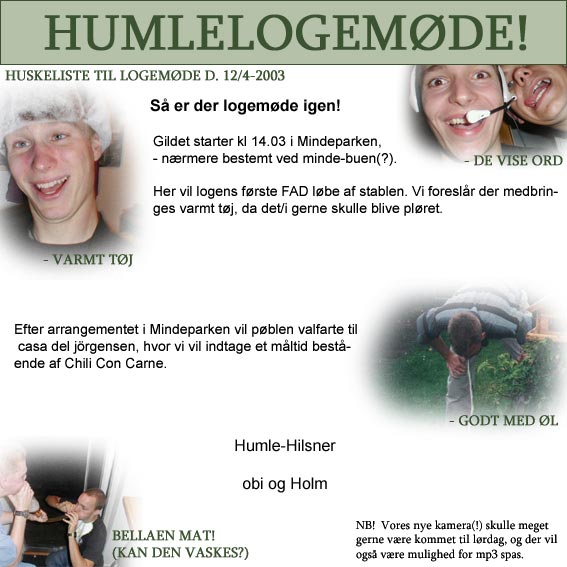 HUMLELOGEMØDE!
HUSKELISTE TIL LOGEMØDE D. 12/4-2003
Så er der logemøde igen!
Gildet starter kl 14.03 i Mindeparken,
- nærmere bestemt ved minde-buen(?).
- DE VISE ORD
Her vil logens første FAD løbe af stablen. Vi foreslår der medbrin-
ges varmt tøj, da det/i gerne skulle blive pløret.
- VARMT TØJ
Efter arrangementet i Mindeparken vil pøblen valfarte til
casa del jörgensen, hvor vi vil indtage et måltid bestå-
ende af Chili Con Carne.
- GODT MED ØL
Humle-Hilsner
obi og Holm
BELLAEN MAT!
(KAN DEN VASKES?)
NB! Vores nye kamera(!) skulle meget
gerne være kommet til lørdag, og der vil
også være mulighed for mp3 spas.